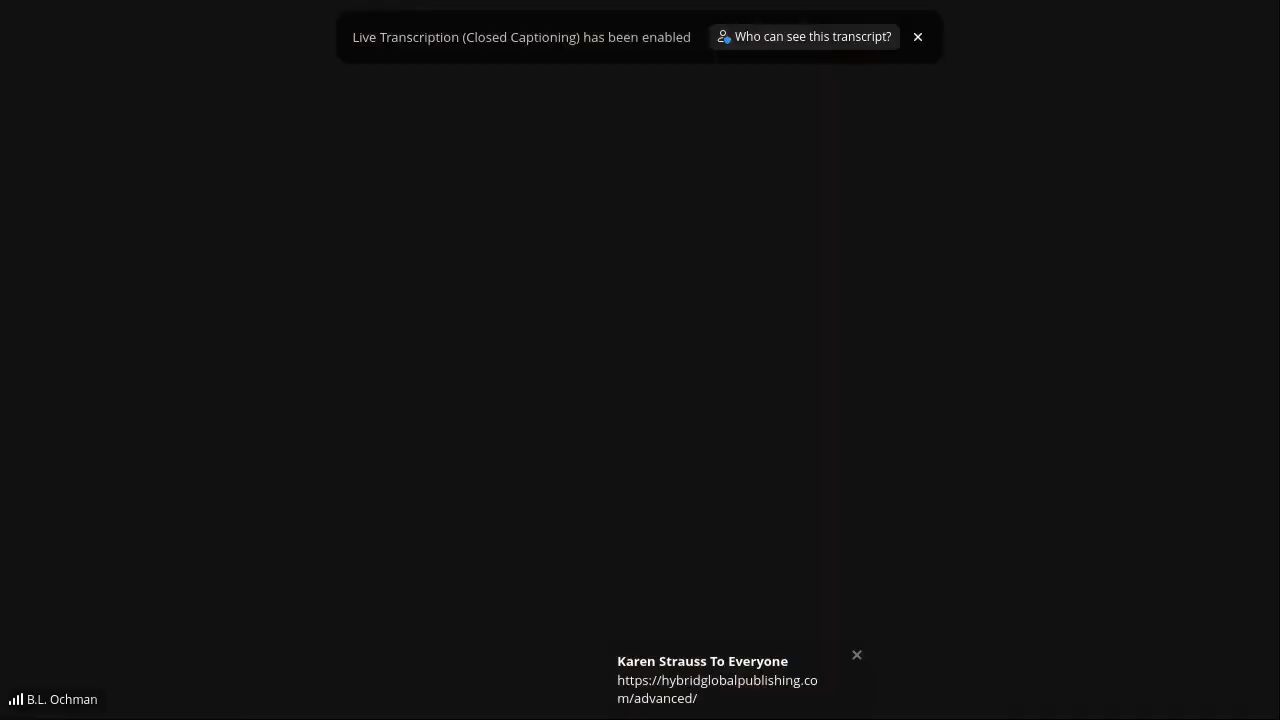 Live Transcription (Closed Captioning) has been enabled
Who can see this transcript?
Karen Strauss To Everyone
https://hybridglobalpublishing.co
m/advanced/
B.L. Ochman